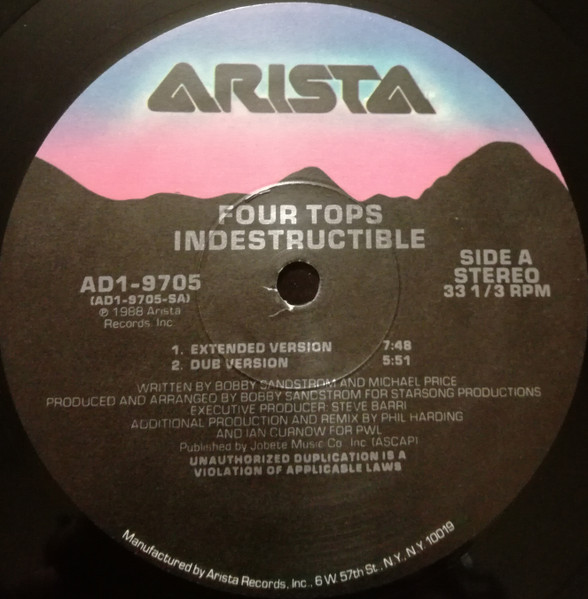 ARISTA
FOUR TOPS
INDESTRUCTIBLE
AD1-9705
(AD1-9705-SA)
℗ 1988 Arista
Records, Inc.
SIDE A
STEREO
33 1/3 RPM
1. EXTENDED VERSION 7:48
2. DUB VERSION 5:51
WRITTEN BY BOBBY SANDSTROM AND MICHAEL PRICE
PRODUCED AND ARRANGED BY BOBBY SANDSTROM FOR STARSONG PRODUCTIONS
EXECUTIVE PRODUCER: STEVE BARRI
ADDITIONAL PRODUCTION AND REMIX BY PHIL HARDING
AND IAN CURNOW FOR PWL
Published by Jobete Music Co. Inc. (ASCAP)
UNAUTHORIZED DUPLICATION IS A
VIOLATION OF APPLICABLE LAWS
Manufactured by Arista Records, Inc., 6 W. 57th St., N.Y., N.Y. 10019